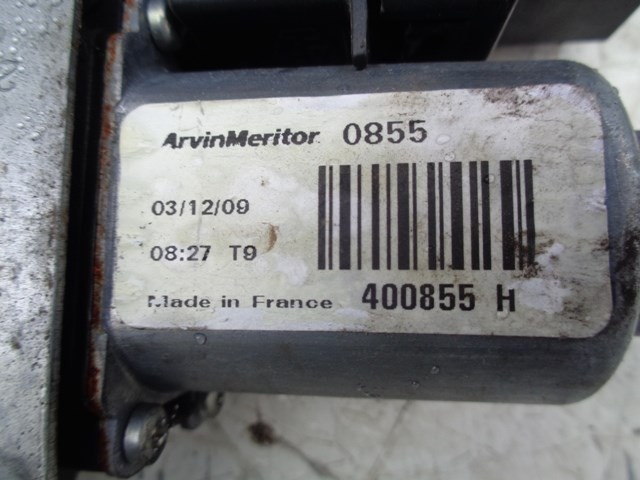 ArvinMeritor 0855
03/12/09
08:27 T9
Made in France 400855 H